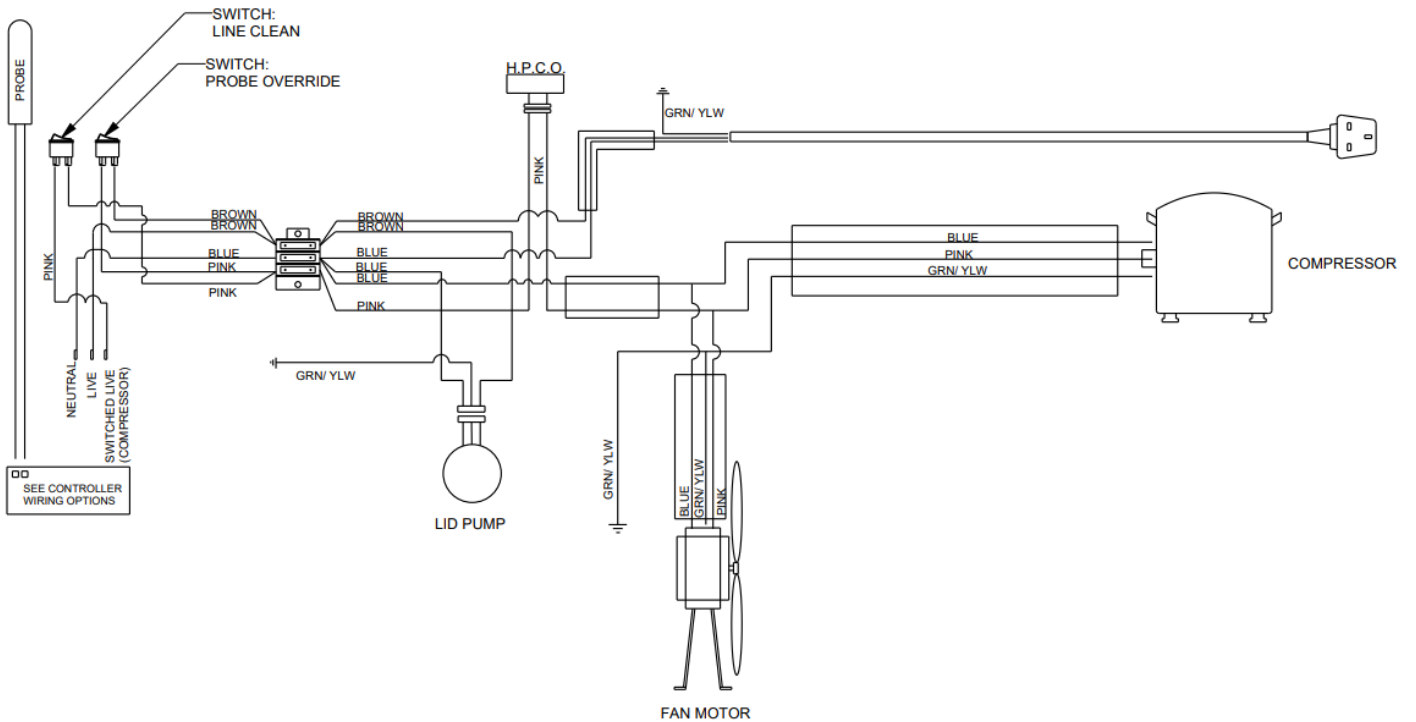 SWITCH:
LINE CLEAN
SWITCH:
PROBE OVERRIDE
PROBE
H.P.C.O.
GRN/ YLW
PINK
BROWN
BROWN
BLUE
PINK
PINK
PINK
BROWN
BROWN
BLUE
BLUE
BLUE
PINK
BLUE
PINK
GRN/ YLW
COMPRESSOR
NEUTRAL
LIVE
SWITCHED LIVE
(COMPRESSOR)
GRN/ YLW
SEE CONTROLLER
WIRING OPTIONS
LID PUMP
GRN/ YLW
BLUE
GRN/ YLW
PINK
FAN MOTOR